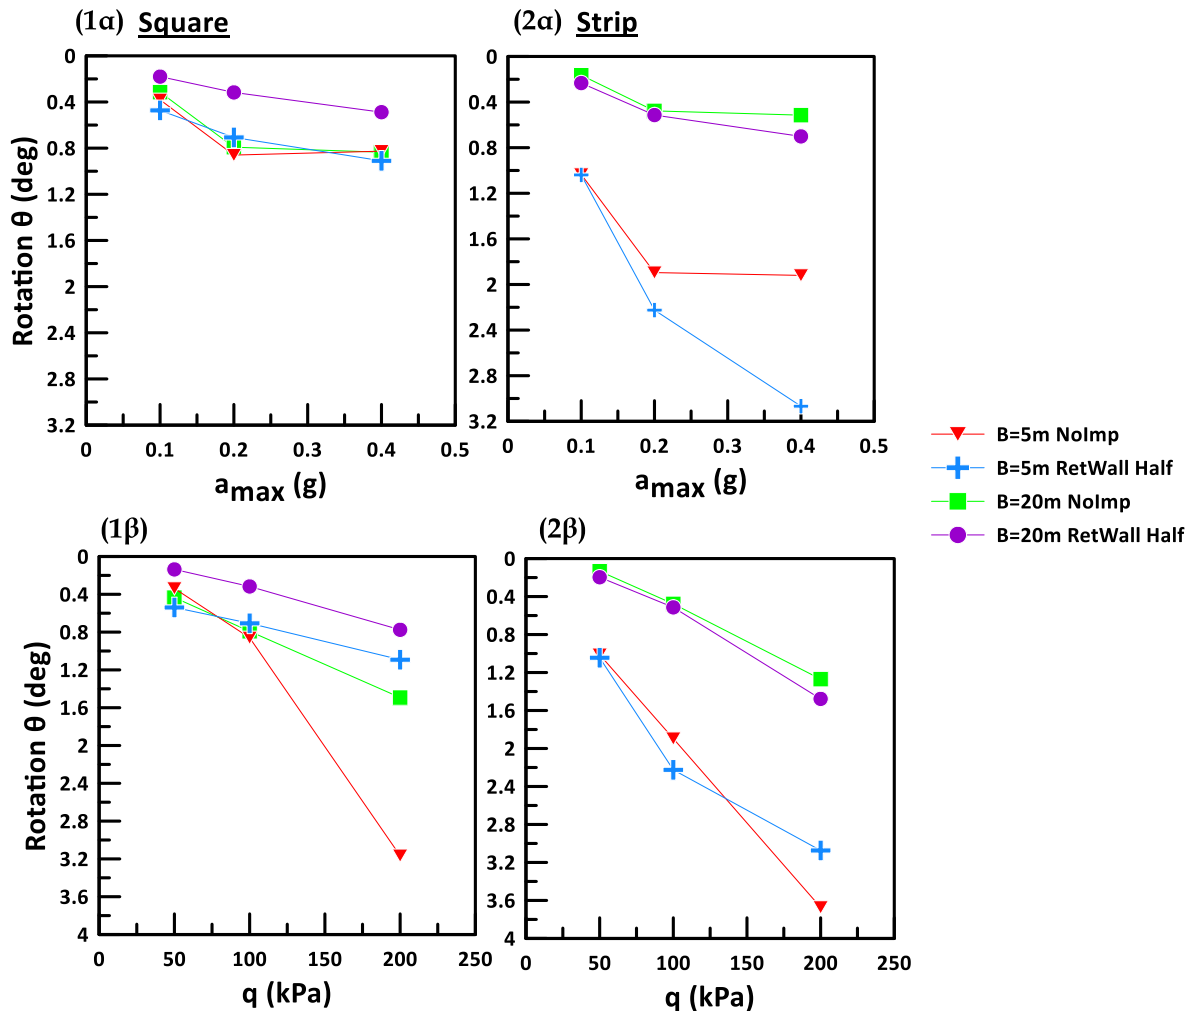 (1α) Square
0
0.4
0.8
1.2
1.6
2
2.4
2.8
3.2
Rotation θ (deg)
0 0.1 0.2 0.3 0.4 0.5
amax (g)
(2α) Strip
0
0.4
0.8
1.2
1.6
2
2.4
2.8
3.2
0 0.1 0.2 0.3 0.4 0.5
amax (g)
B=5m NoImp
B=5m RetWall Half
B=20m NoImp
B=20m RetWall Half
(1β)
0
0.4
0.8
1.2
1.6
2
2.4
2.8
3.2
3.6
4
Rotation θ (deg)
0 50 100 150 200 250
q (kPa)
(2β)
0
0.4
0.8
1.2
1.6
2
2.4
2.8
3.2
3.6
4
0 50 100 150 200 250
q (kPa)